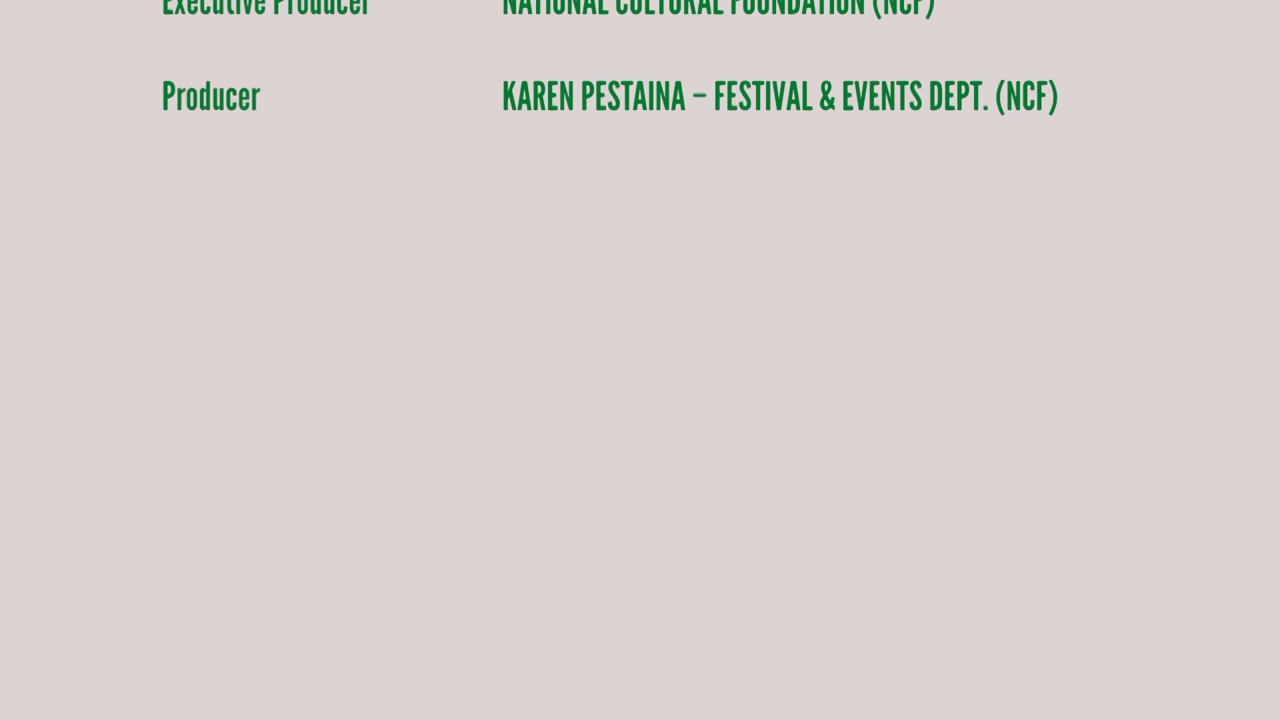 Executive Producer NATIONAL CULTURAL FOUNDATION (NCF)
Producer KAREN PESTAINA – FESTIVAL & EVENTS DEPT. (NCF)